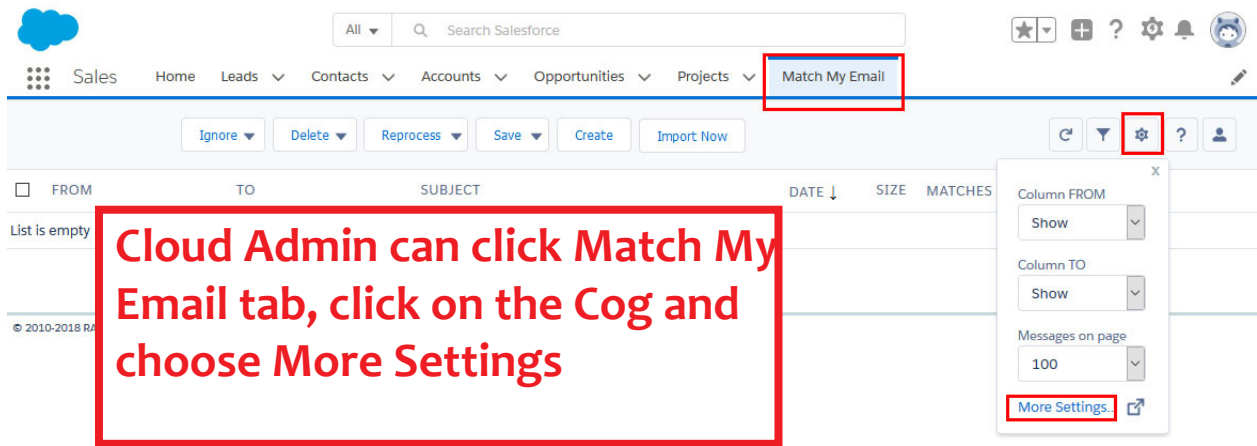 All
Search Salesforce
Sales Home Leads Contacts Accounts Opportunities Projects Match My Email
Ignore Delete Reprocess Save Create Import Now
FROM TO SUBJECT DATE SIZE MATCHES
List is empty
X
Column FROM
Show
Column TO
Show
Messages on page
100
More Settings..
Cloud Admin can click Match My
Email tab, click on the Cog and
choose More Settings
© 2010-2018 RA